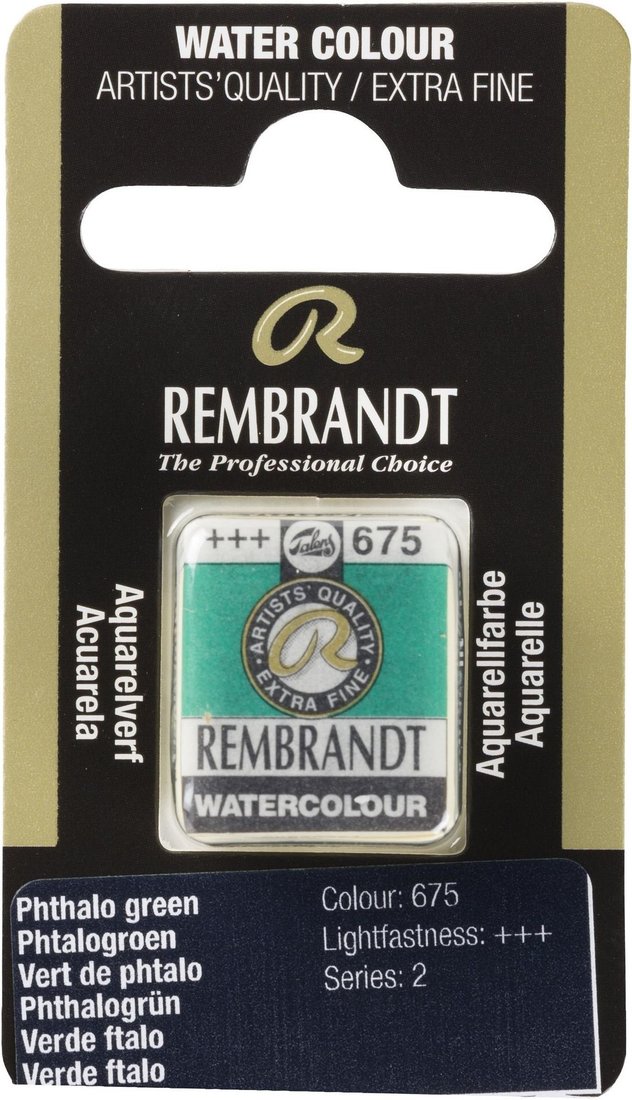 WATER COLOUR
ARTISTS' QUALITY / EXTRA FINE
R
REMBRANDT
The Professional Choice
+++ Talens 675
ARTISTS' QUALITY
R
EXTRA FINE
REMBRANDT
WATERCOLOUR
Aquarelverf
Acuarela
Aquarellfarbe
Aquarelle
Phthalo green
Phtalogroen
Vert de phtalo
Phthalogrün
Verde ftalo
Verde ftalo
Colour: 675
Lightfastness: +++
Series: 2